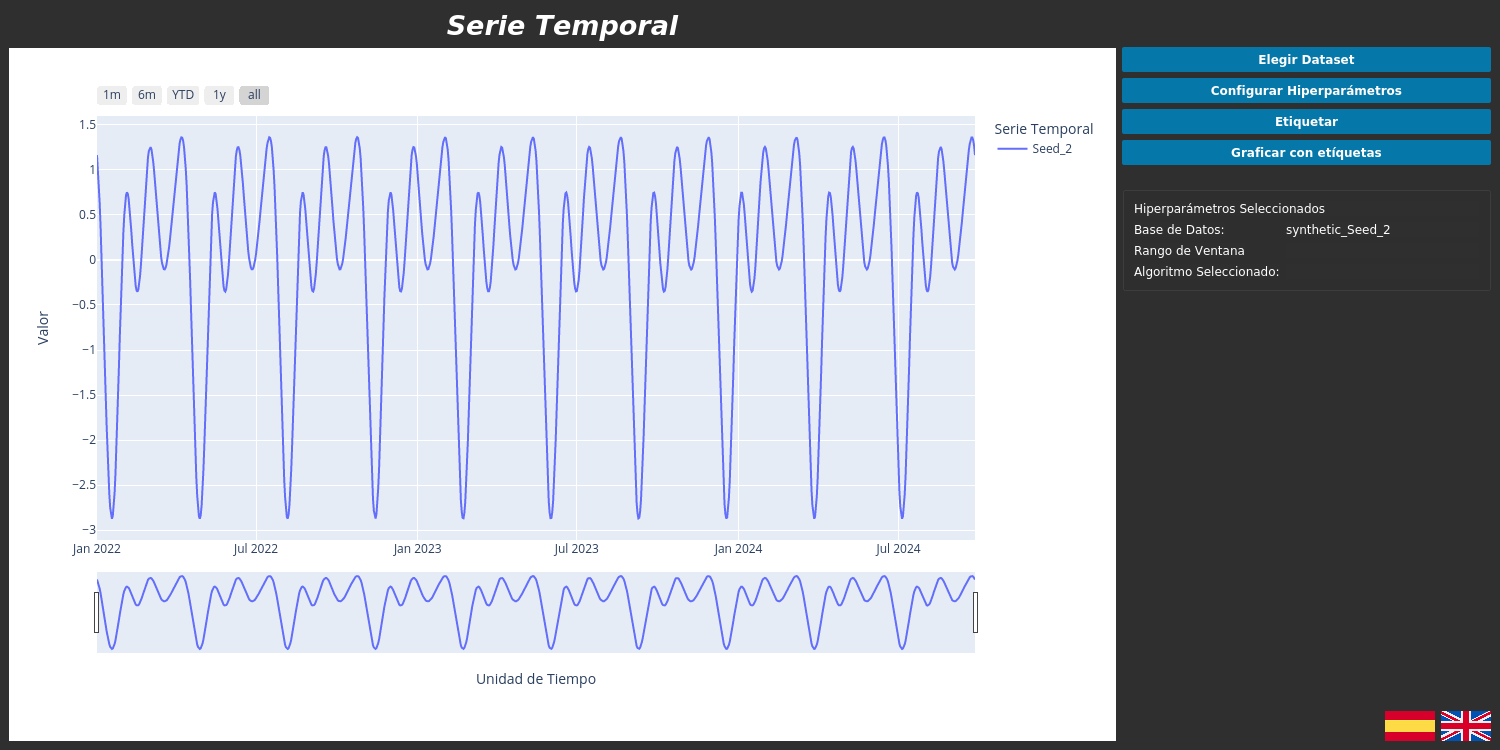 Serie Temporal
1m 6m YTD 1y all
Serie Temporal
Seed_2
1.5
1
0.5
0
−0.5
−1
−1.5
−2
−2.5
−3
Valor
Jan 2022 Jul 2022 Jan 2023 Jul 2023 Jan 2024 Jul 2024
Unidad de Tiempo
Elegir Dataset
Configurar Hiperparámetros
Etiquetar
Graficar con etíquetas
Hiperparámetros Seleccionados
Base de Datos: synthetic_Seed_2
Rango de Ventana
Algoritmo Seleccionado: